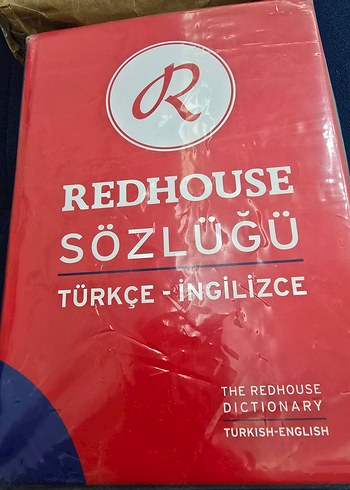 R
REDHOUSE
SÖZLÜĞÜ
TÜRKÇE - İNGİLİZCE
THE REDHOUSE
DICTIONARY
TURKISH-ENGLISH